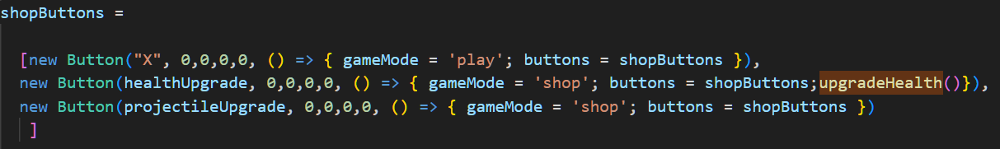 shopButtons =
[new Button("X", 0,0,0,0, () => { gameMode = 'play'; buttons = shopButtons }),
new Button(healthUpgrade, 0,0,0,0, () => { gameMode = 'shop'; buttons = shopButtons;upgradeHealth()}),
new Button(projectileUpgrade, 0,0,0,0, () => { gameMode = 'shop'; buttons = shopButtons })
]